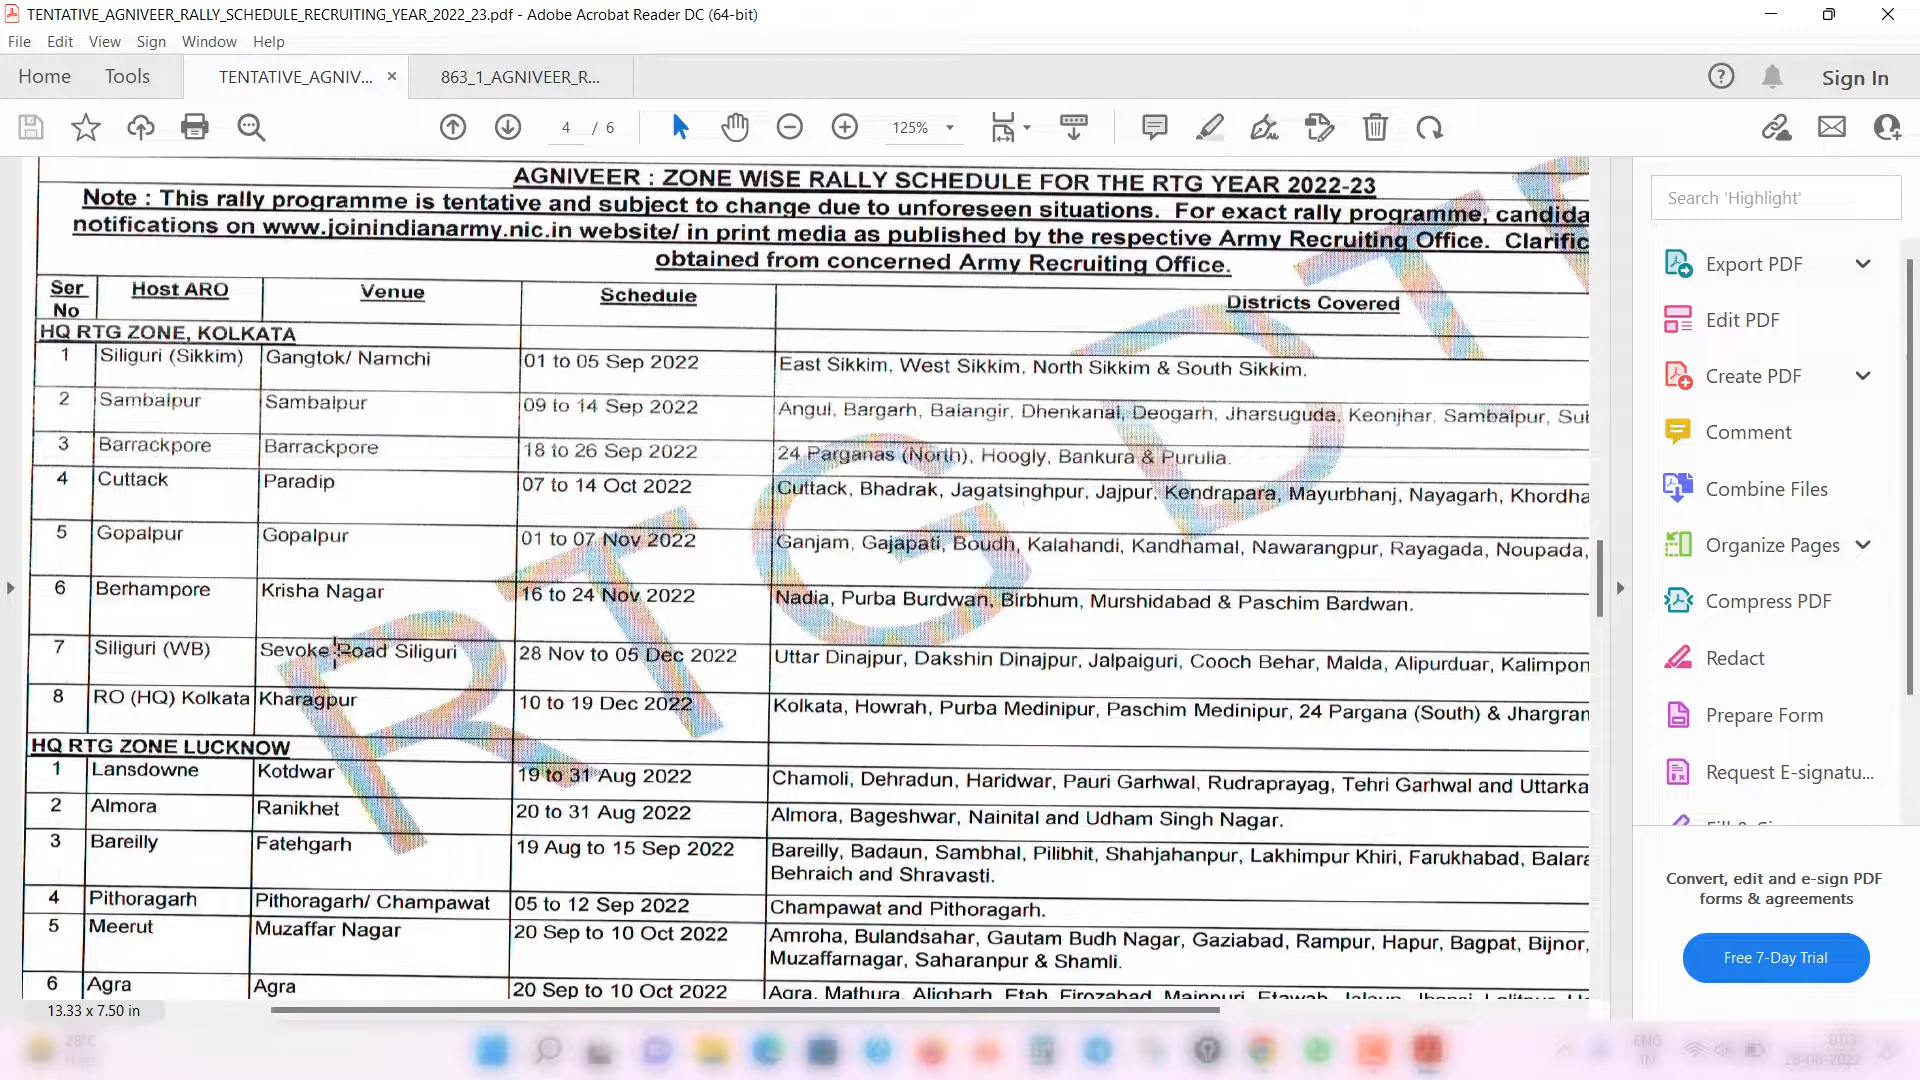 TENTATIVE_AGNIVEER_RALLY_SCHEDULE_RECRUITING_YEAR_2022_23.pdf - Adobe Acrobat Reader DC (64-bit)
File Edit View Sign Window Help
Home Tools TENTATIVE_AGNIV... × 863_1_AGNIVEER_R... Sign In
4 / 6 125%
AGNIVEER : ZONE WISE RALLY SCHEDULE FOR THE RTG YEAR 2022-23
Note : This rally programme is tentative and subject to change due to unforeseen situations. For exact rally programme, candida
notifications on www.joinindianarmy.nic.in website/ in print media as published by the respective Army Recruiting Office. Clarific
obtained from concerned Army Recruiting Office.
Ser No Host ARO Venue Schedule Districts Covered
HQ RTG ZONE, KOLKATA
1 Siliguri (Sikkim) Gangtok/ Namchi 01 to 05 Sep 2022 East Sikkim, West Sikkim, North Sikkim & South Sikkim.
2 Sambalpur Sambalpur 09 to 14 Sep 2022 Angul, Bargarh, Balangir, Dhenkanal, Deogarh, Jharsuguda, Keonjhar, Sambalpur,
3 Barrackpore Barrackpore 18 to 26 Sep 2022 24 Parganas (North), Hoogly, Bankura & Purulia.
4 Cuttack Paradip 07 to 14 Oct 2022 Cuttack, Bhadrak, Jagatsinghpur, Jajpur, Kendrapara, Mayurbhanj, Nayagarh, Khordha
5 Gopalpur Gopalpur 01 to 07 Nov 2022 Ganjam, Gajapati, Boudh, Kalahandi, Kandhamal, Nawarangpur, Rayagada, Noupada,
6 Berhampore Krisha Nagar 16 to 24 Nov 2022 Nadia, Purba Burdwan, Birbhum, Murshidabad & Paschim Bardwan.
7 Siliguri (WB) Sevoke Road Siliguri 28 Nov to 05 Dec 2022 Uttar Dinajpur, Dakshin Dinajpur, Jalpaiguri, Cooch Behar, Malda, Alipurduar, Kalimpon
8 RO (HQ) Kolkata Kharagpur 10 to 19 Dec 2022 Kolkata, Howrah, Purba Medinipur, Paschim Medinipur, 24 Pargana (South) & Jhargram
HQ RTG ZONE LUCKNOW
1 Lansdowne Kotdwar 19 to 31 Aug 2022 Chamoli, Dehradun, Haridwar, Pauri Garhwal, Rudraprayag, Tehri Garhwal and Uttarka
2 Almora Ranikhet 20 to 31 Aug 2022 Almora, Bageshwar, Nainital and Udham Singh Nagar.
3 Bareilly Fatehgarh 19 Aug to 15 Sep 2022 Bareilly, Badaun, Sambhal, Pilibhit, Shahjahanpur, Lakhimpur Khiri, Farukhabad, Balara
Behraich and Shravasti.
4 Pithoragarh Pithoragarh/ Champawat 05 to 12 Sep 2022 Champawat and Pithoragarh.
5 Meerut Muzaffar Nagar 20 Sep to 10 Oct 2022 Amroha, Bulandsahar, Gautam Budh Nagar, Gaziabad, Rampur, Hapur, Bagpat, Bijnor,
Muzaffarnagar, Saharanpur & Shamli.
6 Agra Agra 20 Sep to 10 Oct 2022 Agra, Mathura, Aligharh, Etah, Firozabad, Mainpuri, Etawah, Jalaun, Jhansi, Lalitpur,
RTG DT
13.33 x 7.50 in
Search 'Highlight'
Export PDF
Edit PDF
Create PDF
Comment
Combine Files
Organize Pages
Compress PDF
Redact
Prepare Form
Request E-signatu...
Convert, edit and e-sign PDF
forms & agreements
Free 7-Day Trial
28°C
ENG
IN
28-06-2022